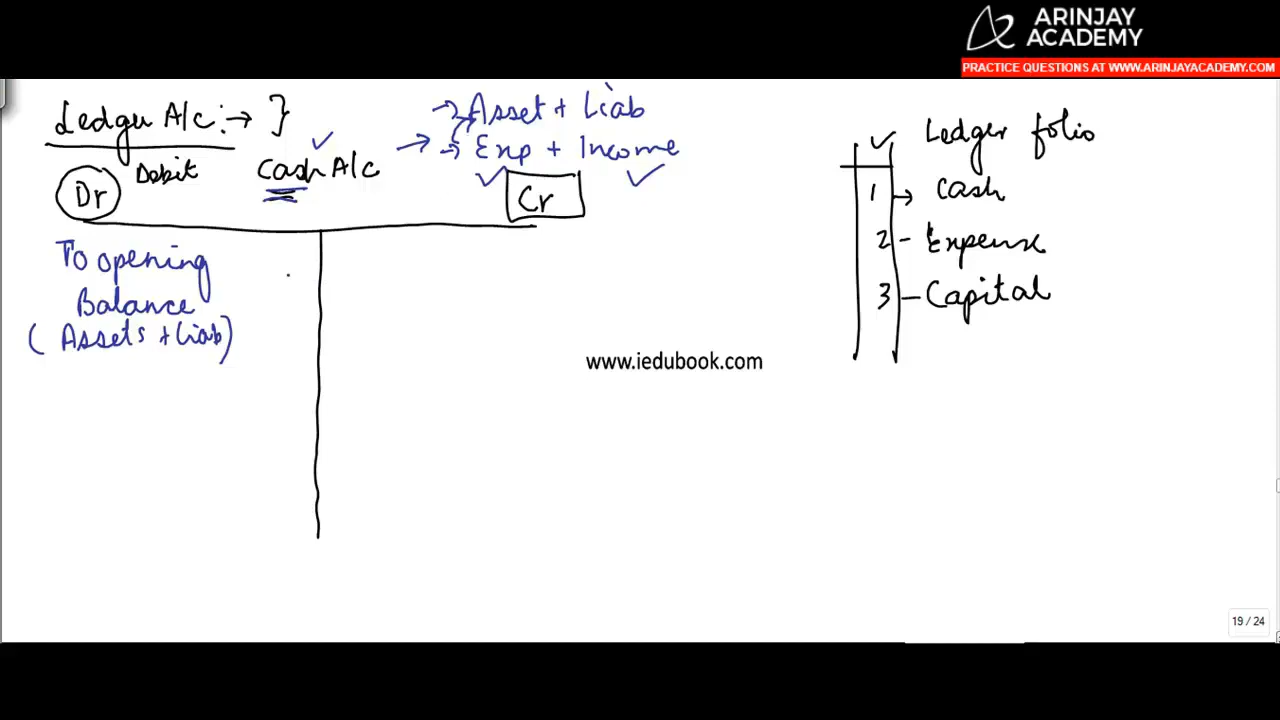 ARINJAY
ACADEMY
PRACTICE QUESTIONS AT WWW.ARINJAYACADEMY.COM
Ledger A/c :→ }
→ Asset + Liab
→ → Exp + Income
Dr Debit Cash A/c Cr
To opening
Balance
(Assets + Liab)
Ledger folio
1 → Cash
2 - Expense
3 - Capital
www.iedubook.com
19 / 24